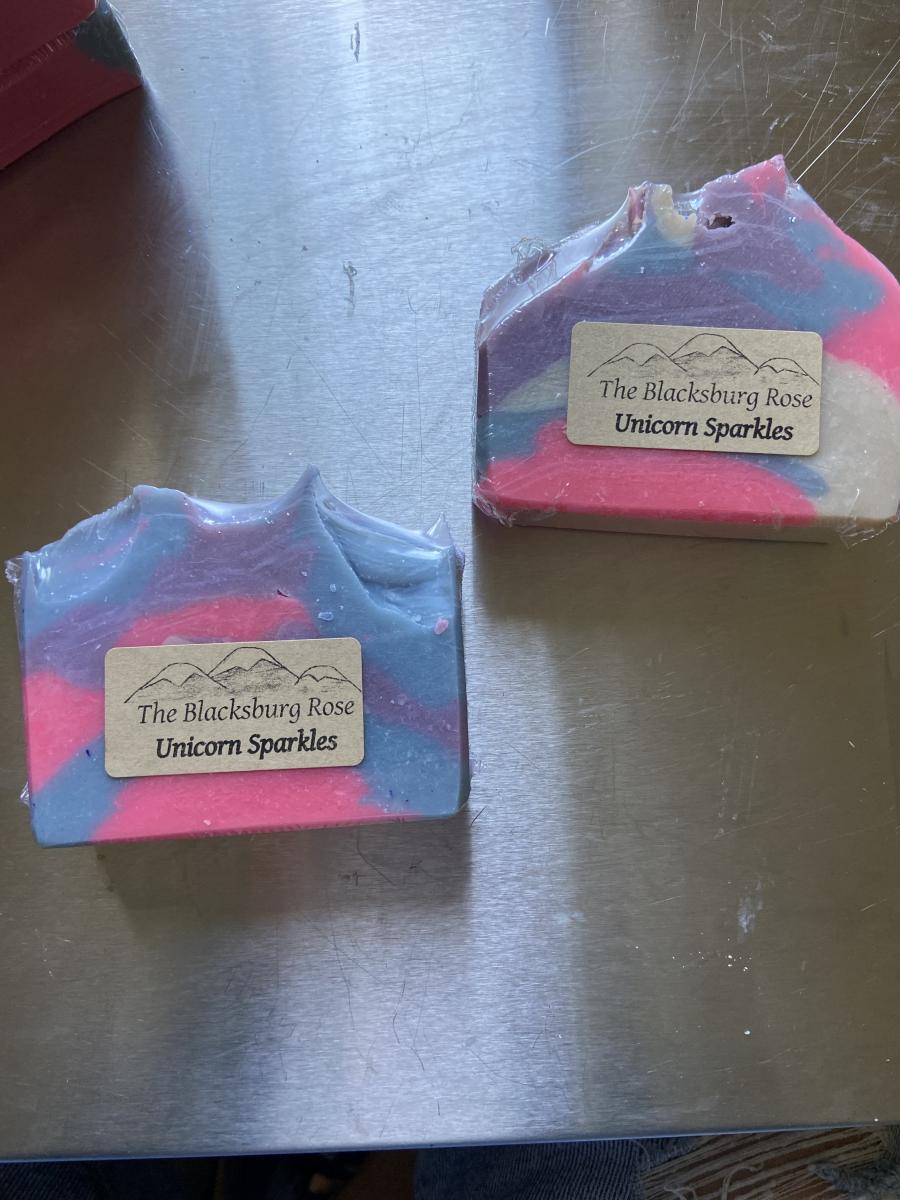 The Blacksburg Rose
Unicorn Sparkles
The Blacksburg Rose
Unicorn Sparkles